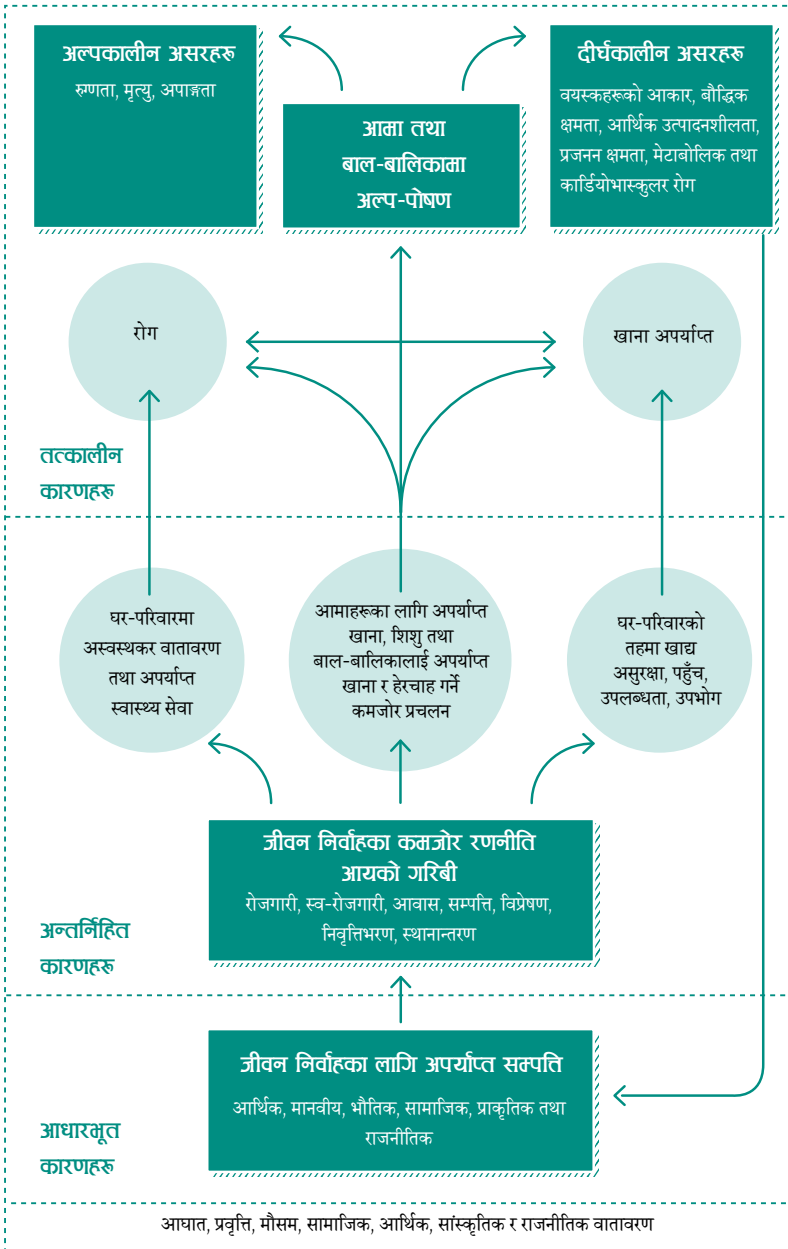 अल्पकालीन असरहरू
रुग्णता, मृत्यु, अपाङ्गता
दीर्घकालीन असरहरू
वयस्कहरूको आकार, बौद्धिक
क्षमता, आर्थिक उत्पादनशीलता,
प्रजनन क्षमता, मेटाबोलिक तथा
कार्डियोभास्कुलर रोग
आमा तथा
बाल-बालिकामा
अल्प-पोषण
रोग
खाना अपर्याप्त
तत्कालीन
कारणहरू
घर-परिवारमा
अस्वस्थकर वातावरण
तथा अपर्याप्त
स्वास्थ्य सेवा
आमाहरूका लागि अपर्याप्त
खाना, शिशु तथा
बाल-बालिकालाई अपर्याप्त
खाना र हेरचाह गर्ने
कमजोर प्रचलन
घर-परिवारको
तहमा खाद्य
असुरक्षा, पहुँच,
उपलब्धता, उपभोग
जीवन निर्वाहका कमजोर रणनीति
आयको गरिबी
रोजगारी, स्व-रोजगारी, आवास, सम्पत्ति, विप्रेषण,
निवृत्तिभरण, स्थानान्तरण
अन्तर्निहित
कारणहरू
जीवन निर्वाहका लागि अपर्याप्त सम्पत्ति
आर्थिक, मानवीय, भौतिक, सामाजिक, प्राकृतिक तथा
राजनीतिक
आधारभूत
कारणहरू
आघात, प्रवृत्ति, मौसम, सामाजिक, आर्थिक, सांस्कृतिक र राजनीतिक वातावरण